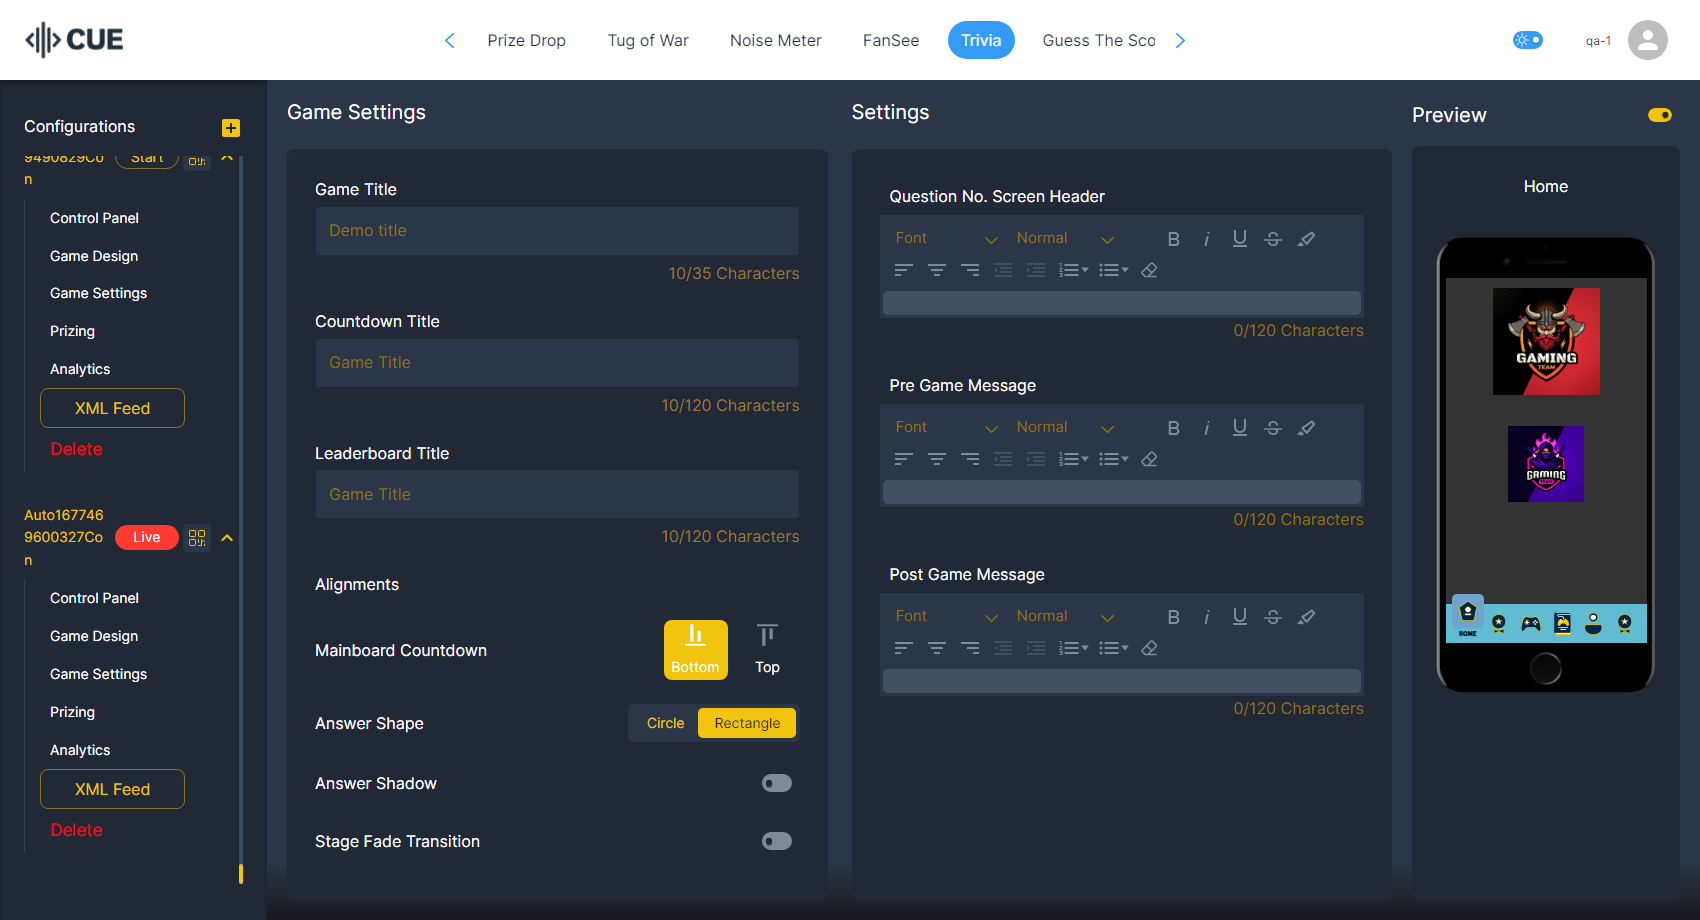 CUE
Prize Drop
Tug of War
Noise Meter
FanSee
Trivia
Guess The Sco
qa-1
Configurations
9490829Co
n
Start
Control Panel
Game Design
Game Settings
Prizing
Analytics
XML Feed
Delete
Auto167746
9600327Co
n
Live
Control Panel
Game Design
Game Settings
Prizing
Analytics
XML Feed
Delete
Game Settings
Game Title
Demo title
10/35 Characters
Countdown Title
Game Title
10/120 Characters
Leaderboard Title
Game Title
10/120 Characters
Alignments
Mainboard Countdown
Bottom
Top
Answer Shape
Circle
Rectangle
Answer Shadow
Stage Fade Transition
Settings
Question No. Screen Header
Font
Normal
B i U S
0/120 Characters
Pre Game Message
Font
Normal
B i U S
0/120 Characters
Post Game Message
Font
Normal
B i U S
0/120 Characters
Preview
Home
GAMING
TEAM
GAMING
TEAM
HOME